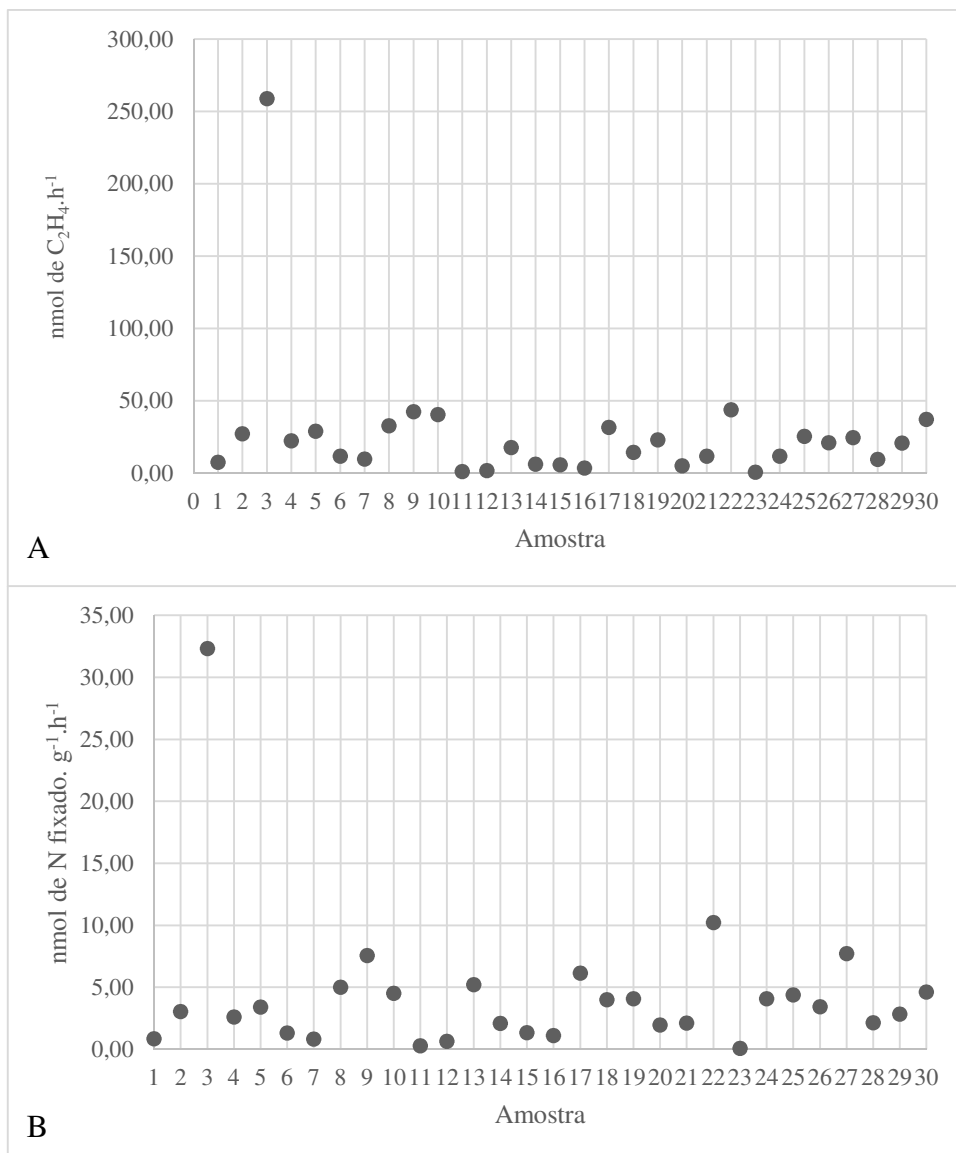 300,00
250,00
200,00
150,00
100,00
50,00
0,00
nmol de C₂H₄.h⁻¹
0 1 2 3 4 5 6 7 8 9 10 11 12 13 14 15 16 17 18 19 20 21 22 23 24 25 26 27 28 29 30
Amostra
A
35,00
30,00
25,00
20,00
15,00
10,00
5,00
0,00
nmol de N fixado. g⁻¹.h⁻¹
1 2 3 4 5 6 7 8 9 10 11 12 13 14 15 16 17 18 19 20 21 22 23 24 25 26 27 28 29 30
Amostra
B